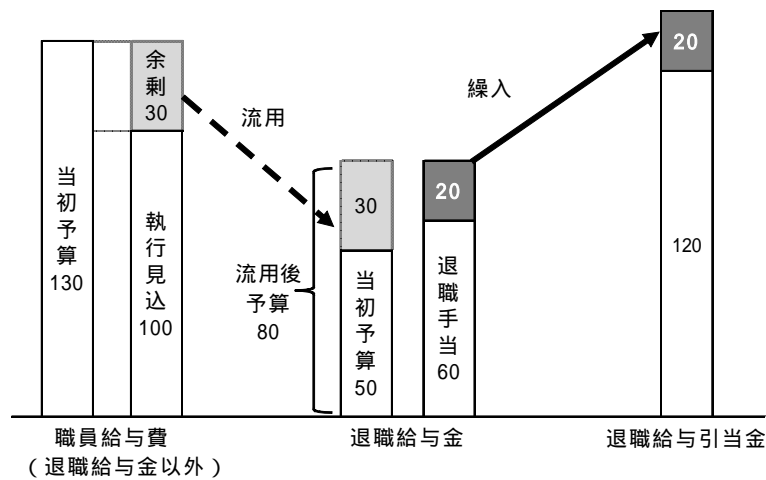 余剰
30
当初予算
130
執行見込
100
流用
流用後
予算
80
30
当初予算
50
20
退職手当
60
繰入
20
120
職員給与費
(退職給与金以外)
退職給与金
退職給与引当金